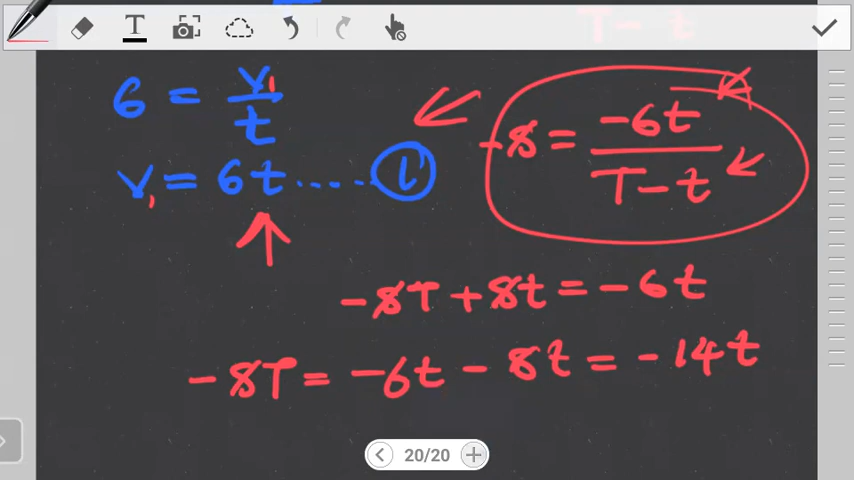 T
T - t
6 = V1/t
V1 = 6t ...... 1
-8 = -6t/(T - t)
-8T + 8t = -6t
-8T = -6t - 8t = -14t
20/20